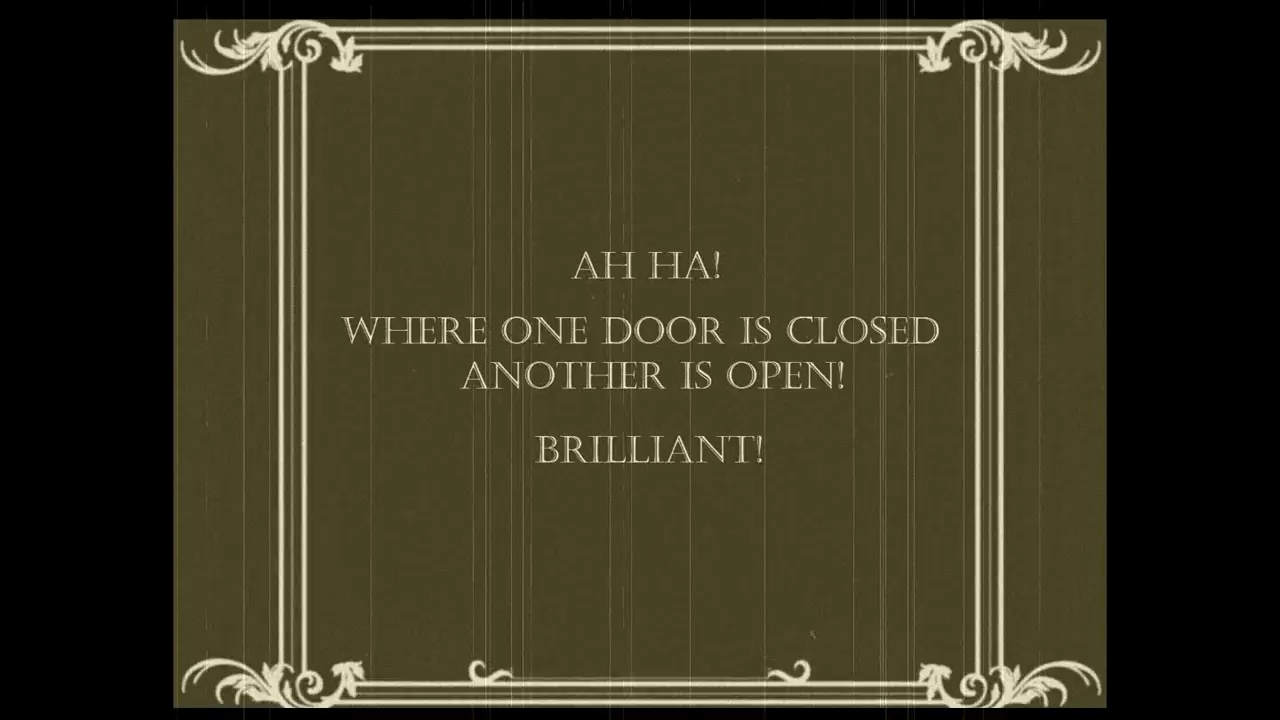 AH HA!
WHERE ONE DOOR IS CLOSED
ANOTHER IS OPEN!
BRILLIANT!